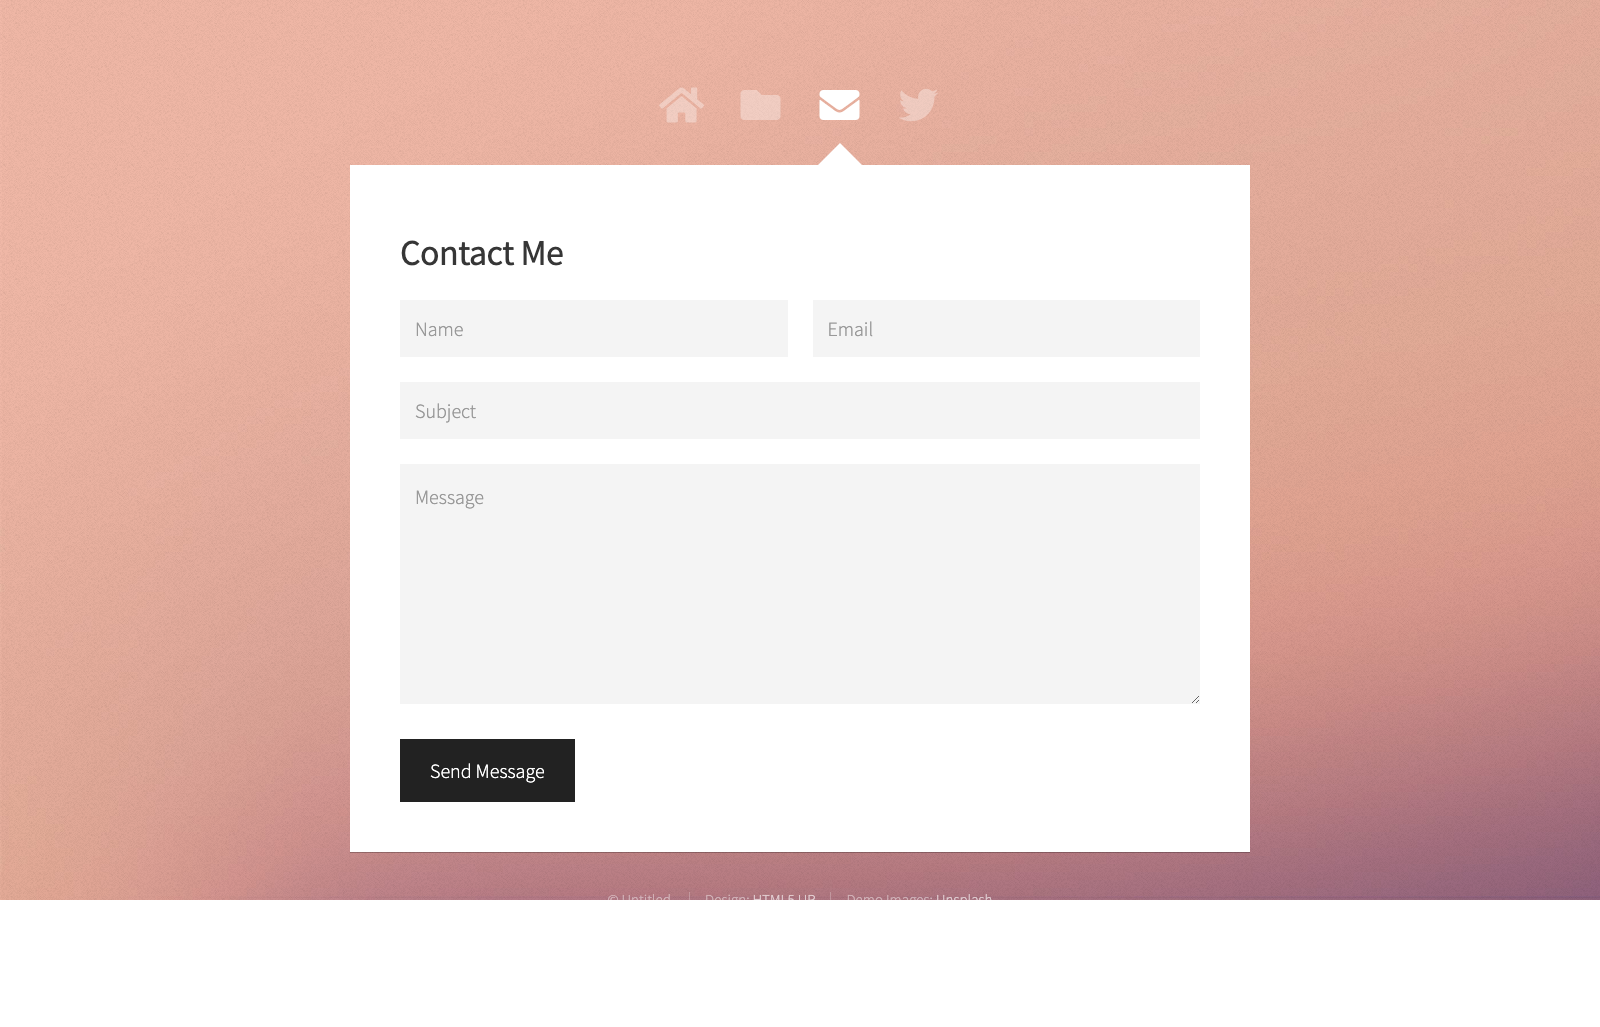 Contact Me
Name
Email
Subject
Message
Send Message
© Untitled
Design: HTML5 UP
Demo Images: Unsplash